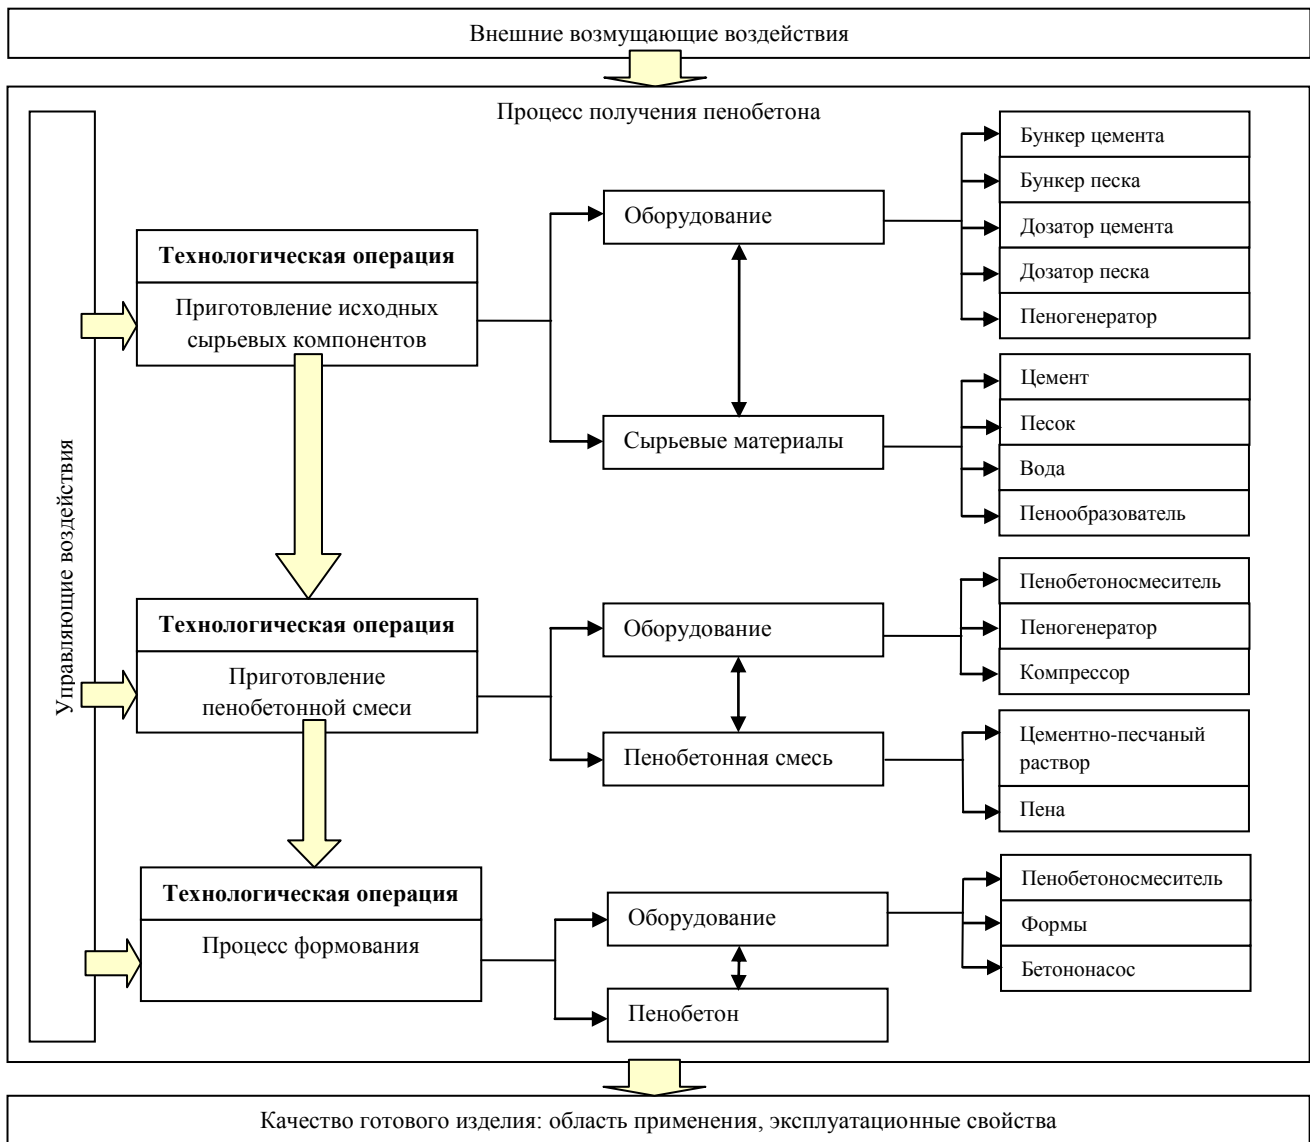 Внешние возмущающие воздействия
Процесс получения пенобетона
Управляющие воздействия
Технологическая операция
Приготовление исходных
сырьевых компонентов
Оборудование
Бункер цемента
Бункер песка
Дозатор цемента
Дозатор песка
Пеногенератор
Сырьевые материалы
Цемент
Песок
Вода
Пенообразователь
Технологическая операция
Приготовление
пенобетонной смеси
Оборудование
Пенобетоносмеситель
Пеногенератор
Компрессор
Пенобетонная смесь
Цементно-песчаный
раствор
Пена
Технологическая операция
Процесс формования
Оборудование
Пенобетоносмеситель
Формы
Бетононасос
Пенобетон
Качество готового изделия: область применения, эксплуатационные свойства